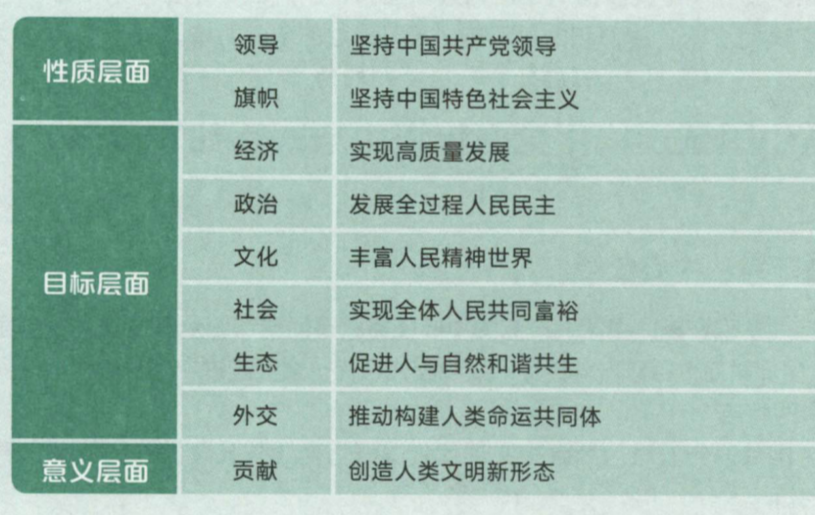 性质层面
领导 坚持中国共产党领导
旗帜 坚持中国特色社会主义
目标层面
经济 实现高质量发展
政治 发展全过程人民民主
文化 丰富人民精神世界
社会 实现全体人民共同富裕
生态 促进人与自然和谐共生
外交 推动构建人类命运共同体
意义层面
贡献 创造人类文明新形态